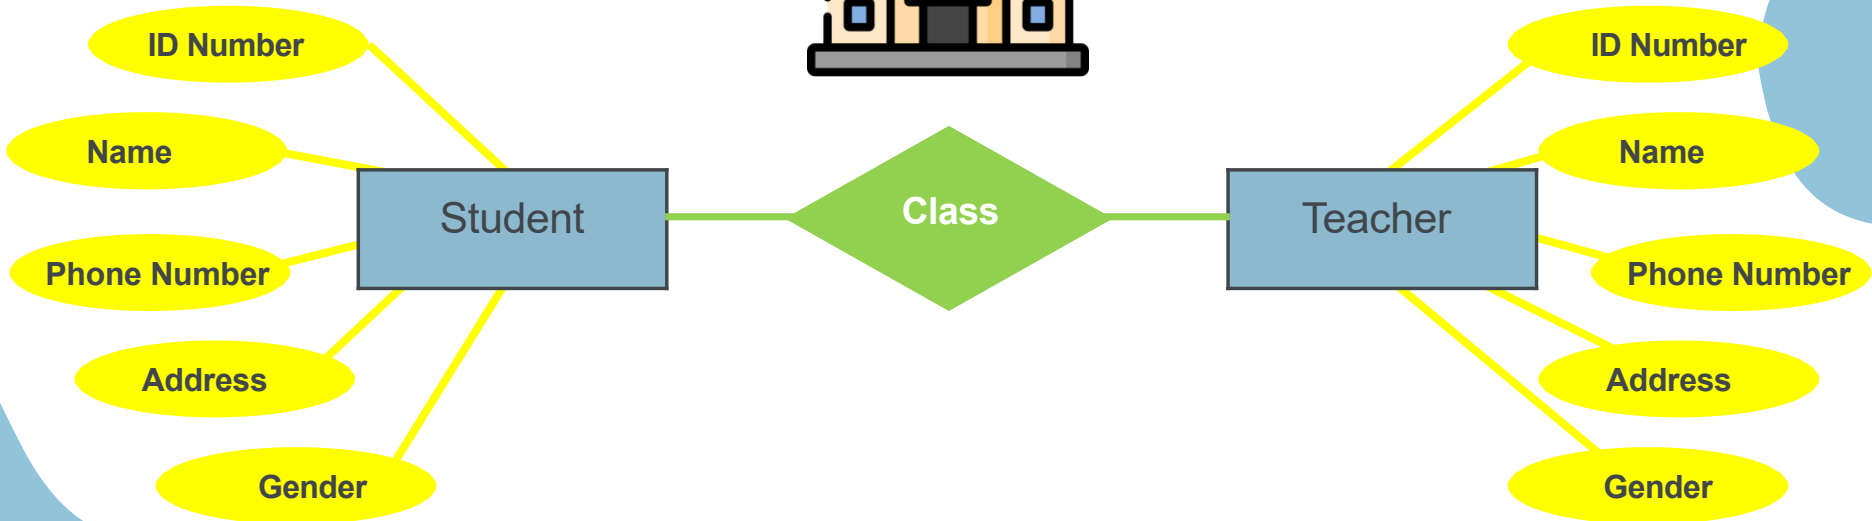 ID Number
Name
Student
Phone Number
Address
Gender
Class
ID Number
Name
Teacher
Phone Number
Address
Gender